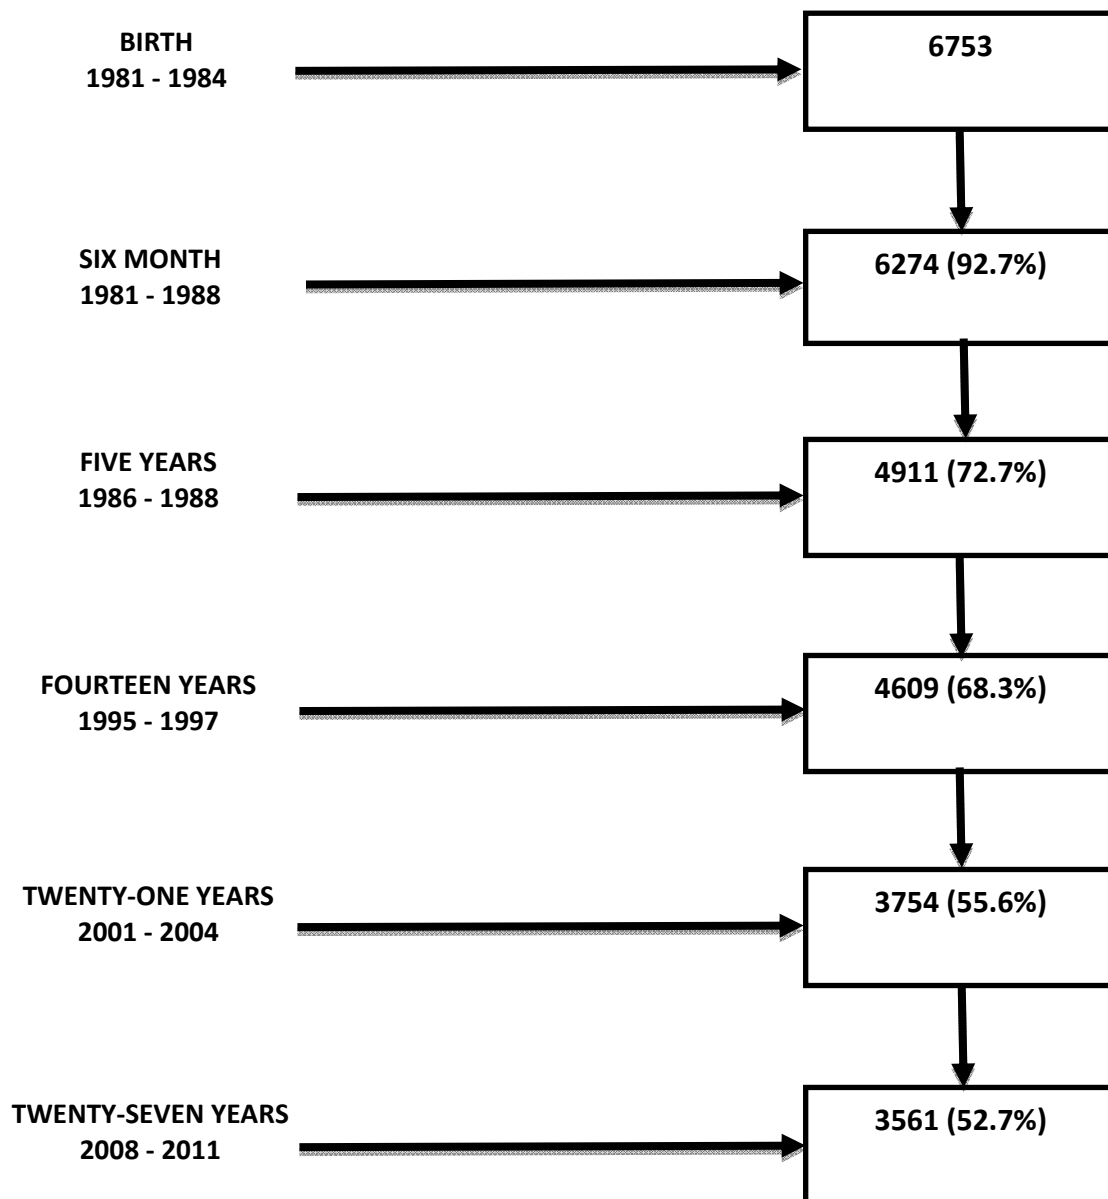 BIRTH
1981 - 1984
6753
SIX MONTH
1981 - 1988
6274 (92.7%)
FIVE YEARS
1986 - 1988
4911 (72.7%)
FOURTEEN YEARS
1995 - 1997
4609 (68.3%)
TWENTY-ONE YEARS
2001 - 2004
3754 (55.6%)
TWENTY-SEVEN YEARS
2008 - 2011
3561 (52.7%)